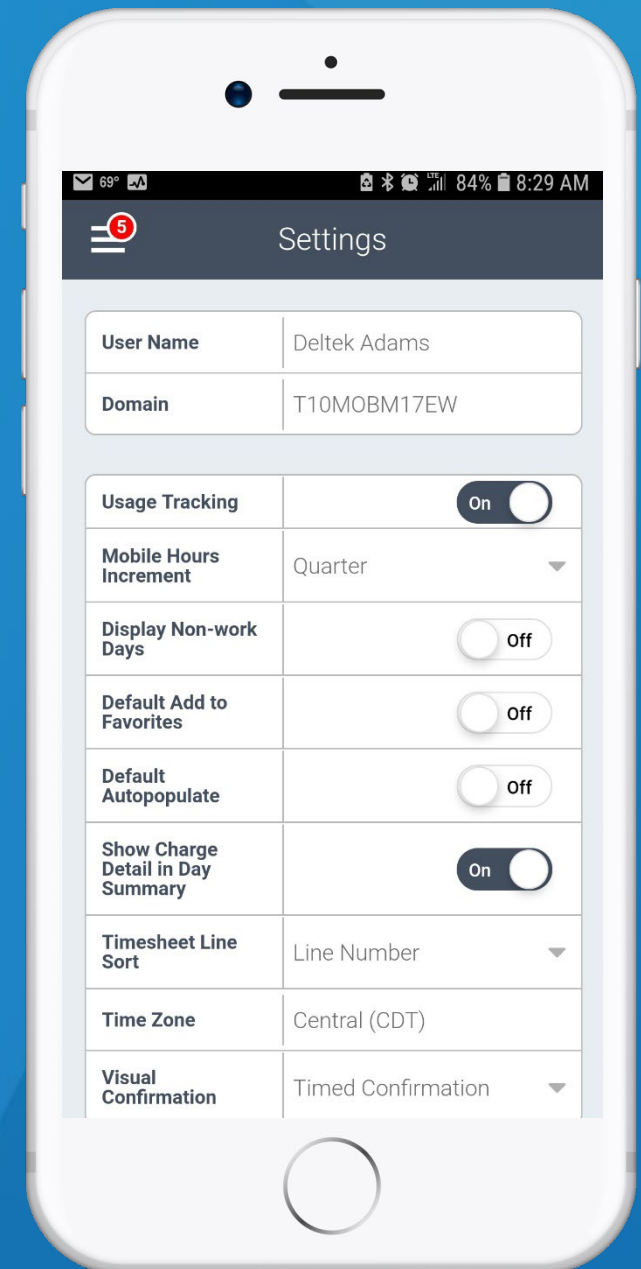 69° LTE 84% 8:29 AM
5
Settings
User Name Deltek Adams
Domain T10MOBM17EW
Usage Tracking On
Mobile Hours
Increment Quarter
Display Non-work
Days Off
Default Add to
Favorites Off
Default
Autopopulate Off
Show Charge
Detail in Day
Summary On
Timesheet Line
Sort Line Number
Time Zone Central (CDT)
Visual
Confirmation Timed Confirmation